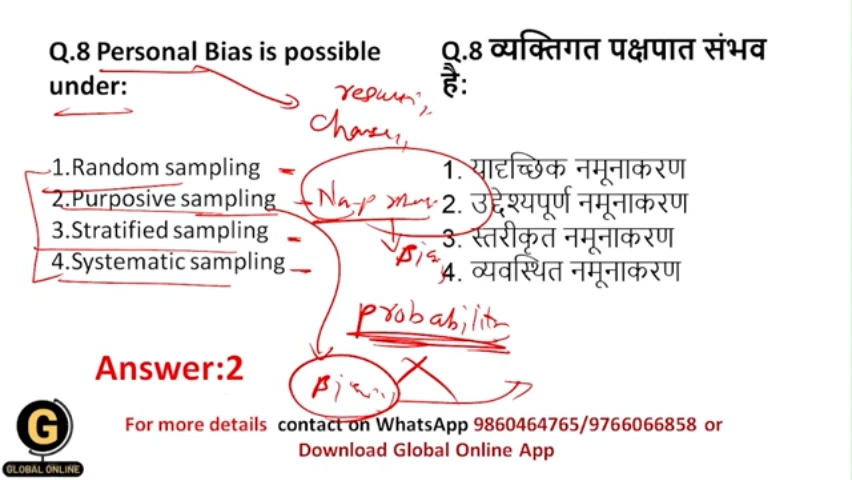 Q.8 Personal Bias is possible
under:
1.Random sampling
2.Purposive sampling
3.Stratified sampling
4.Systematic sampling
Q.8 व्यक्तिगत पक्षपात संभव
है:
1. यादृच्छिक नमूनाकरण
2. उद्देश्यपूर्ण नमूनाकरण
3. स्तरीकृत नमूनाकरण
4. व्यवस्थित नमूनाकरण
probability
Answer:2
For more details contact on WhatsApp 9860464765/9766066858 or
Download Global Online App
G
GLOBAL ONLINE